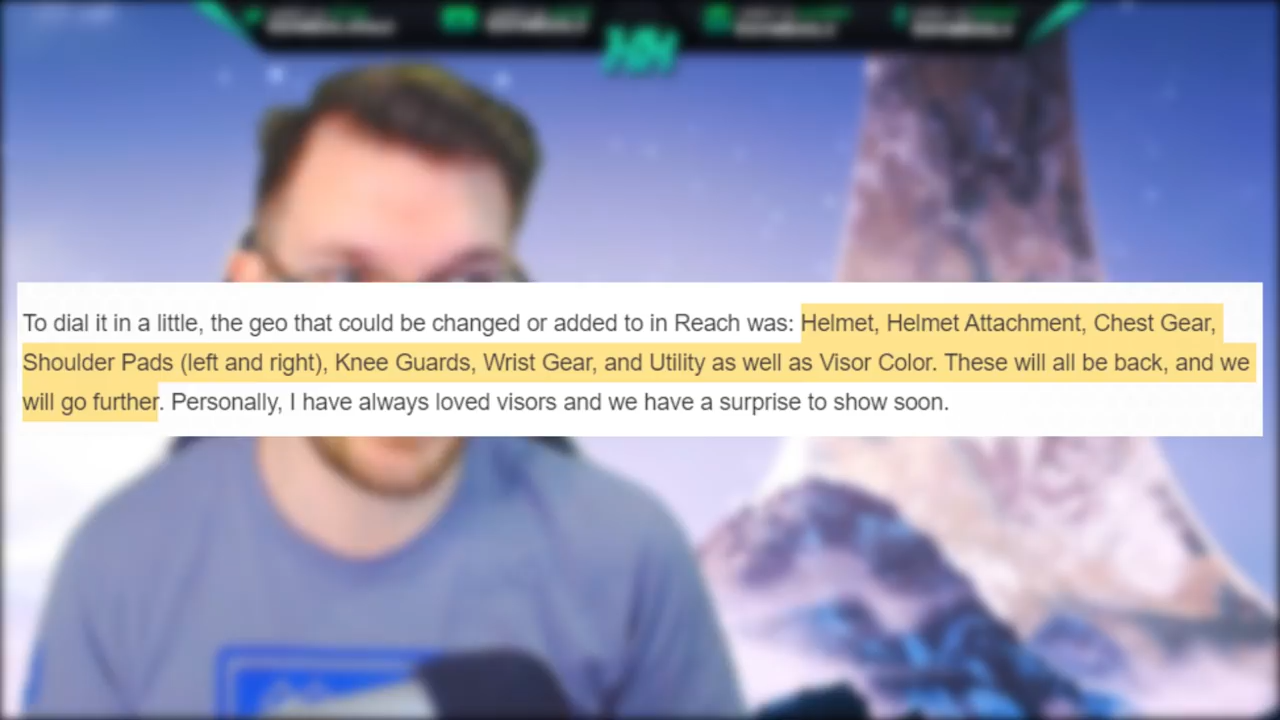 HH
To dial it in a little, the geo that could be changed or added to in Reach was: Helmet, Helmet Attachment, Chest Gear,
Shoulder Pads (left and right), Knee Guards, Wrist Gear, and Utility as well as Visor Color. These will all be back, and we
will go further. Personally, I have always loved visors and we have a surprise to show soon.